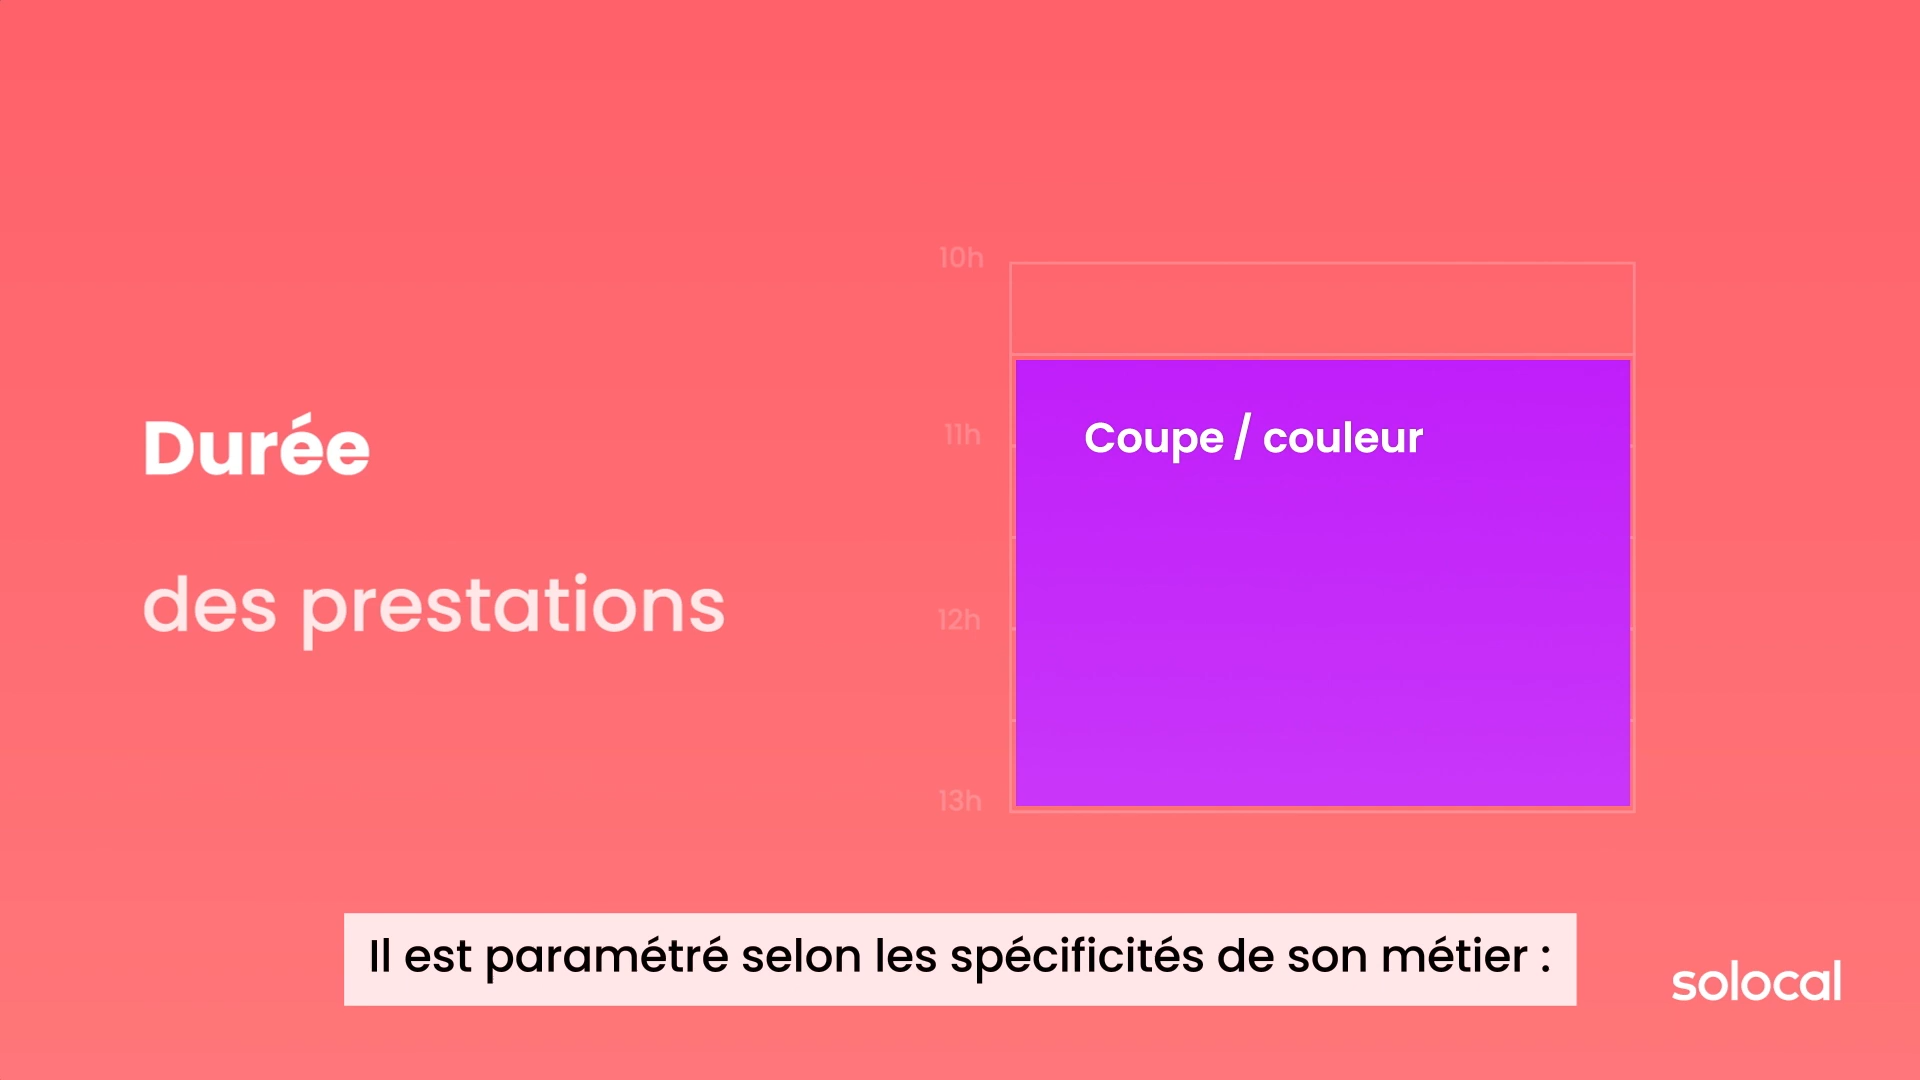 Durée
des prestations
10h
11h
12h
13h
Coupe / couleur
Il est paramétré selon les spécificités de son métier :
solocal